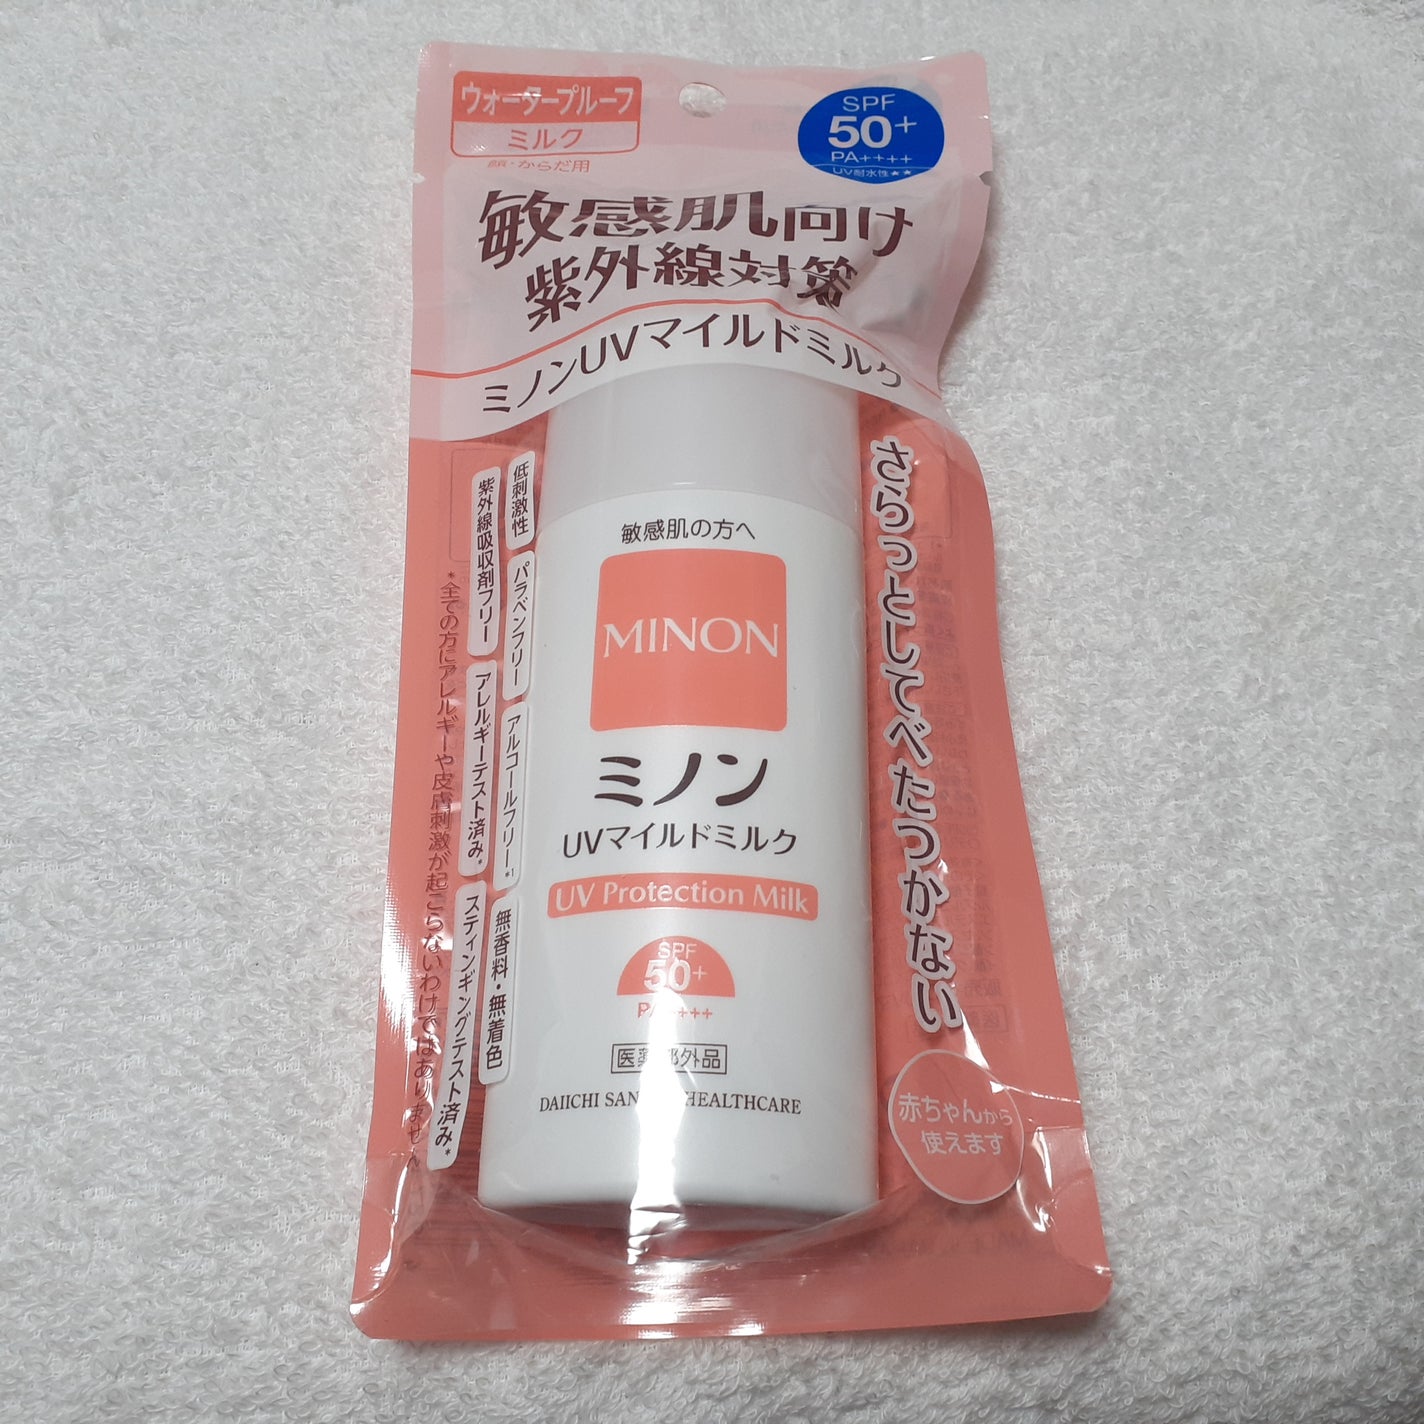 ウォータープルーフ
ミルク
顔・からだ用
SPF
50+
PA++++
UV耐水性★★
敏感肌向け
紫外線対策
ミノンUVマイルドミルク
低刺激性
パラベンフリー
アルコールフリー*1
無香料・無着色
紫外線吸収剤フリー
アレルギーテスト済み*
スティンギングテスト済み*
*全ての方にアレルギーや皮膚刺激が起こらないわけではありません
敏感肌の方へ
MINON
ミノン
UVマイルドミルク
UV Protection Milk
SPF
50+
PA++++
医薬部外品
DAIICHI SANKYO HEALTHCARE
さらっとしてべたつかない
赤ちゃんから
使えます